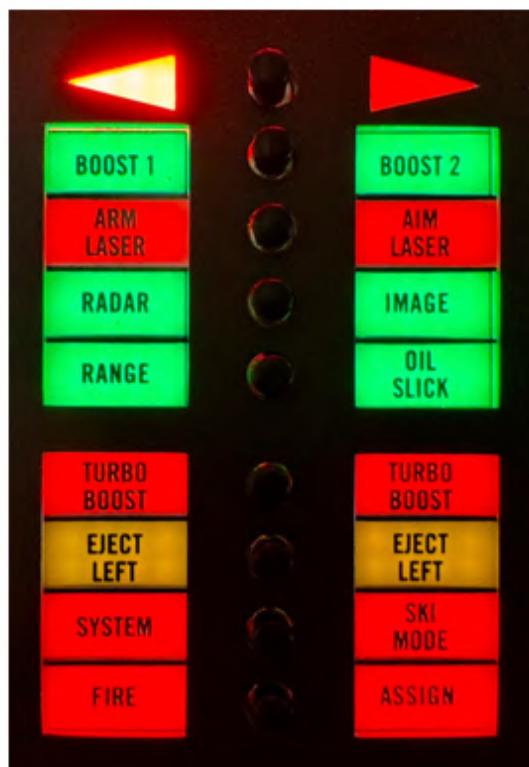 BOOST 1
BOOST 2
ARM
LASER
AIM
LASER
RADAR
IMAGE
RANGE
OIL
SLICK
TURBO
BOOST
TURBO
BOOST
EJECT
LEFT
EJECT
LEFT
SYSTEM
SKI
MODE
FIRE
ASSIGN